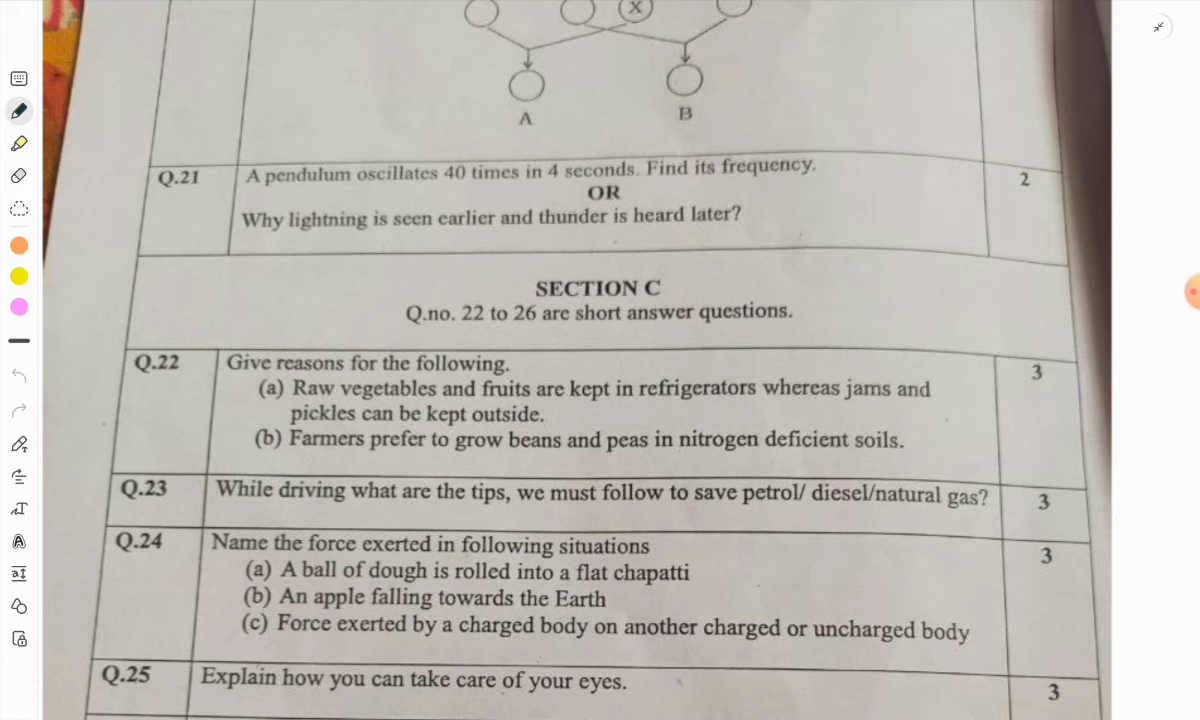 X
A
B
Q.21
A pendulum oscillates 40 times in 4 seconds. Find its frequency.
2
OR
Why lightning is seen earlier and thunder is heard later?
SECTION C
Q.no. 22 to 26 are short answer questions.
Q.22
Give reasons for the following.
3
(a) Raw vegetables and fruits are kept in refrigerators whereas jams and
pickles can be kept outside.
(b) Farmers prefer to grow beans and peas in nitrogen deficient soils.
Q.23
While driving what are the tips, we must follow to save petrol/ diesel/natural gas?
3
Q.24
Name the force exerted in following situations
3
(a) A ball of dough is rolled into a flat chapatti
(b) An apple falling towards the Earth
(c) Force exerted by a charged body on another charged or uncharged body
Q.25
Explain how you can take care of your eyes.
3